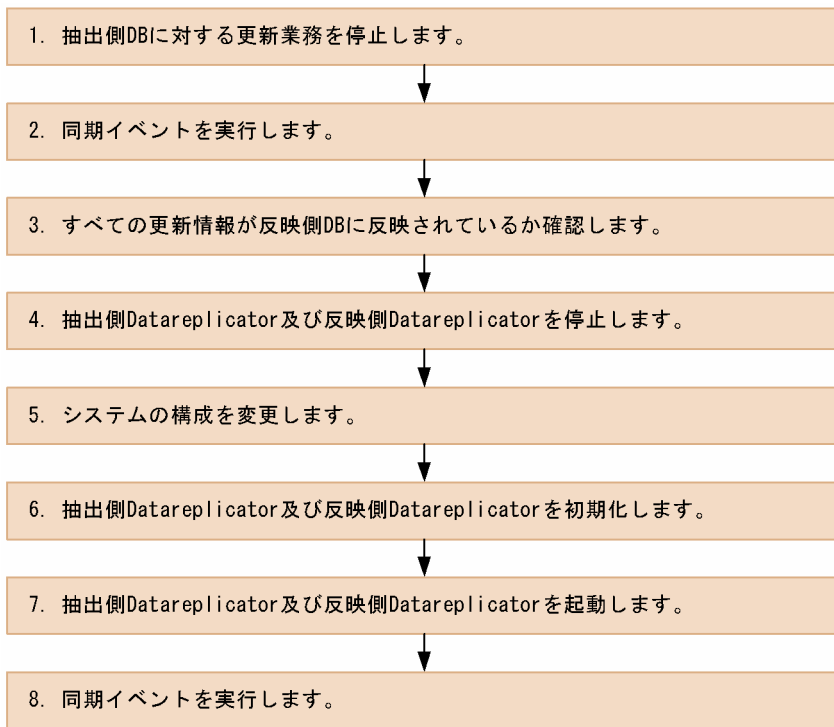 1. 抽出側DBに対する更新業務を停止します。
2. 同期イベントを実行します。
3. すべての更新情報が反映側DBに反映されているか確認します。
4. 抽出側Datareplicator及び反映側Datareplicatorを停止します。
5. システムの構成を変更します。
6. 抽出側Datareplicator及び反映側Datareplicatorを初期化します。
7. 抽出側Datareplicator及び反映側Datareplicatorを起動します。
8. 同期イベントを実行します。